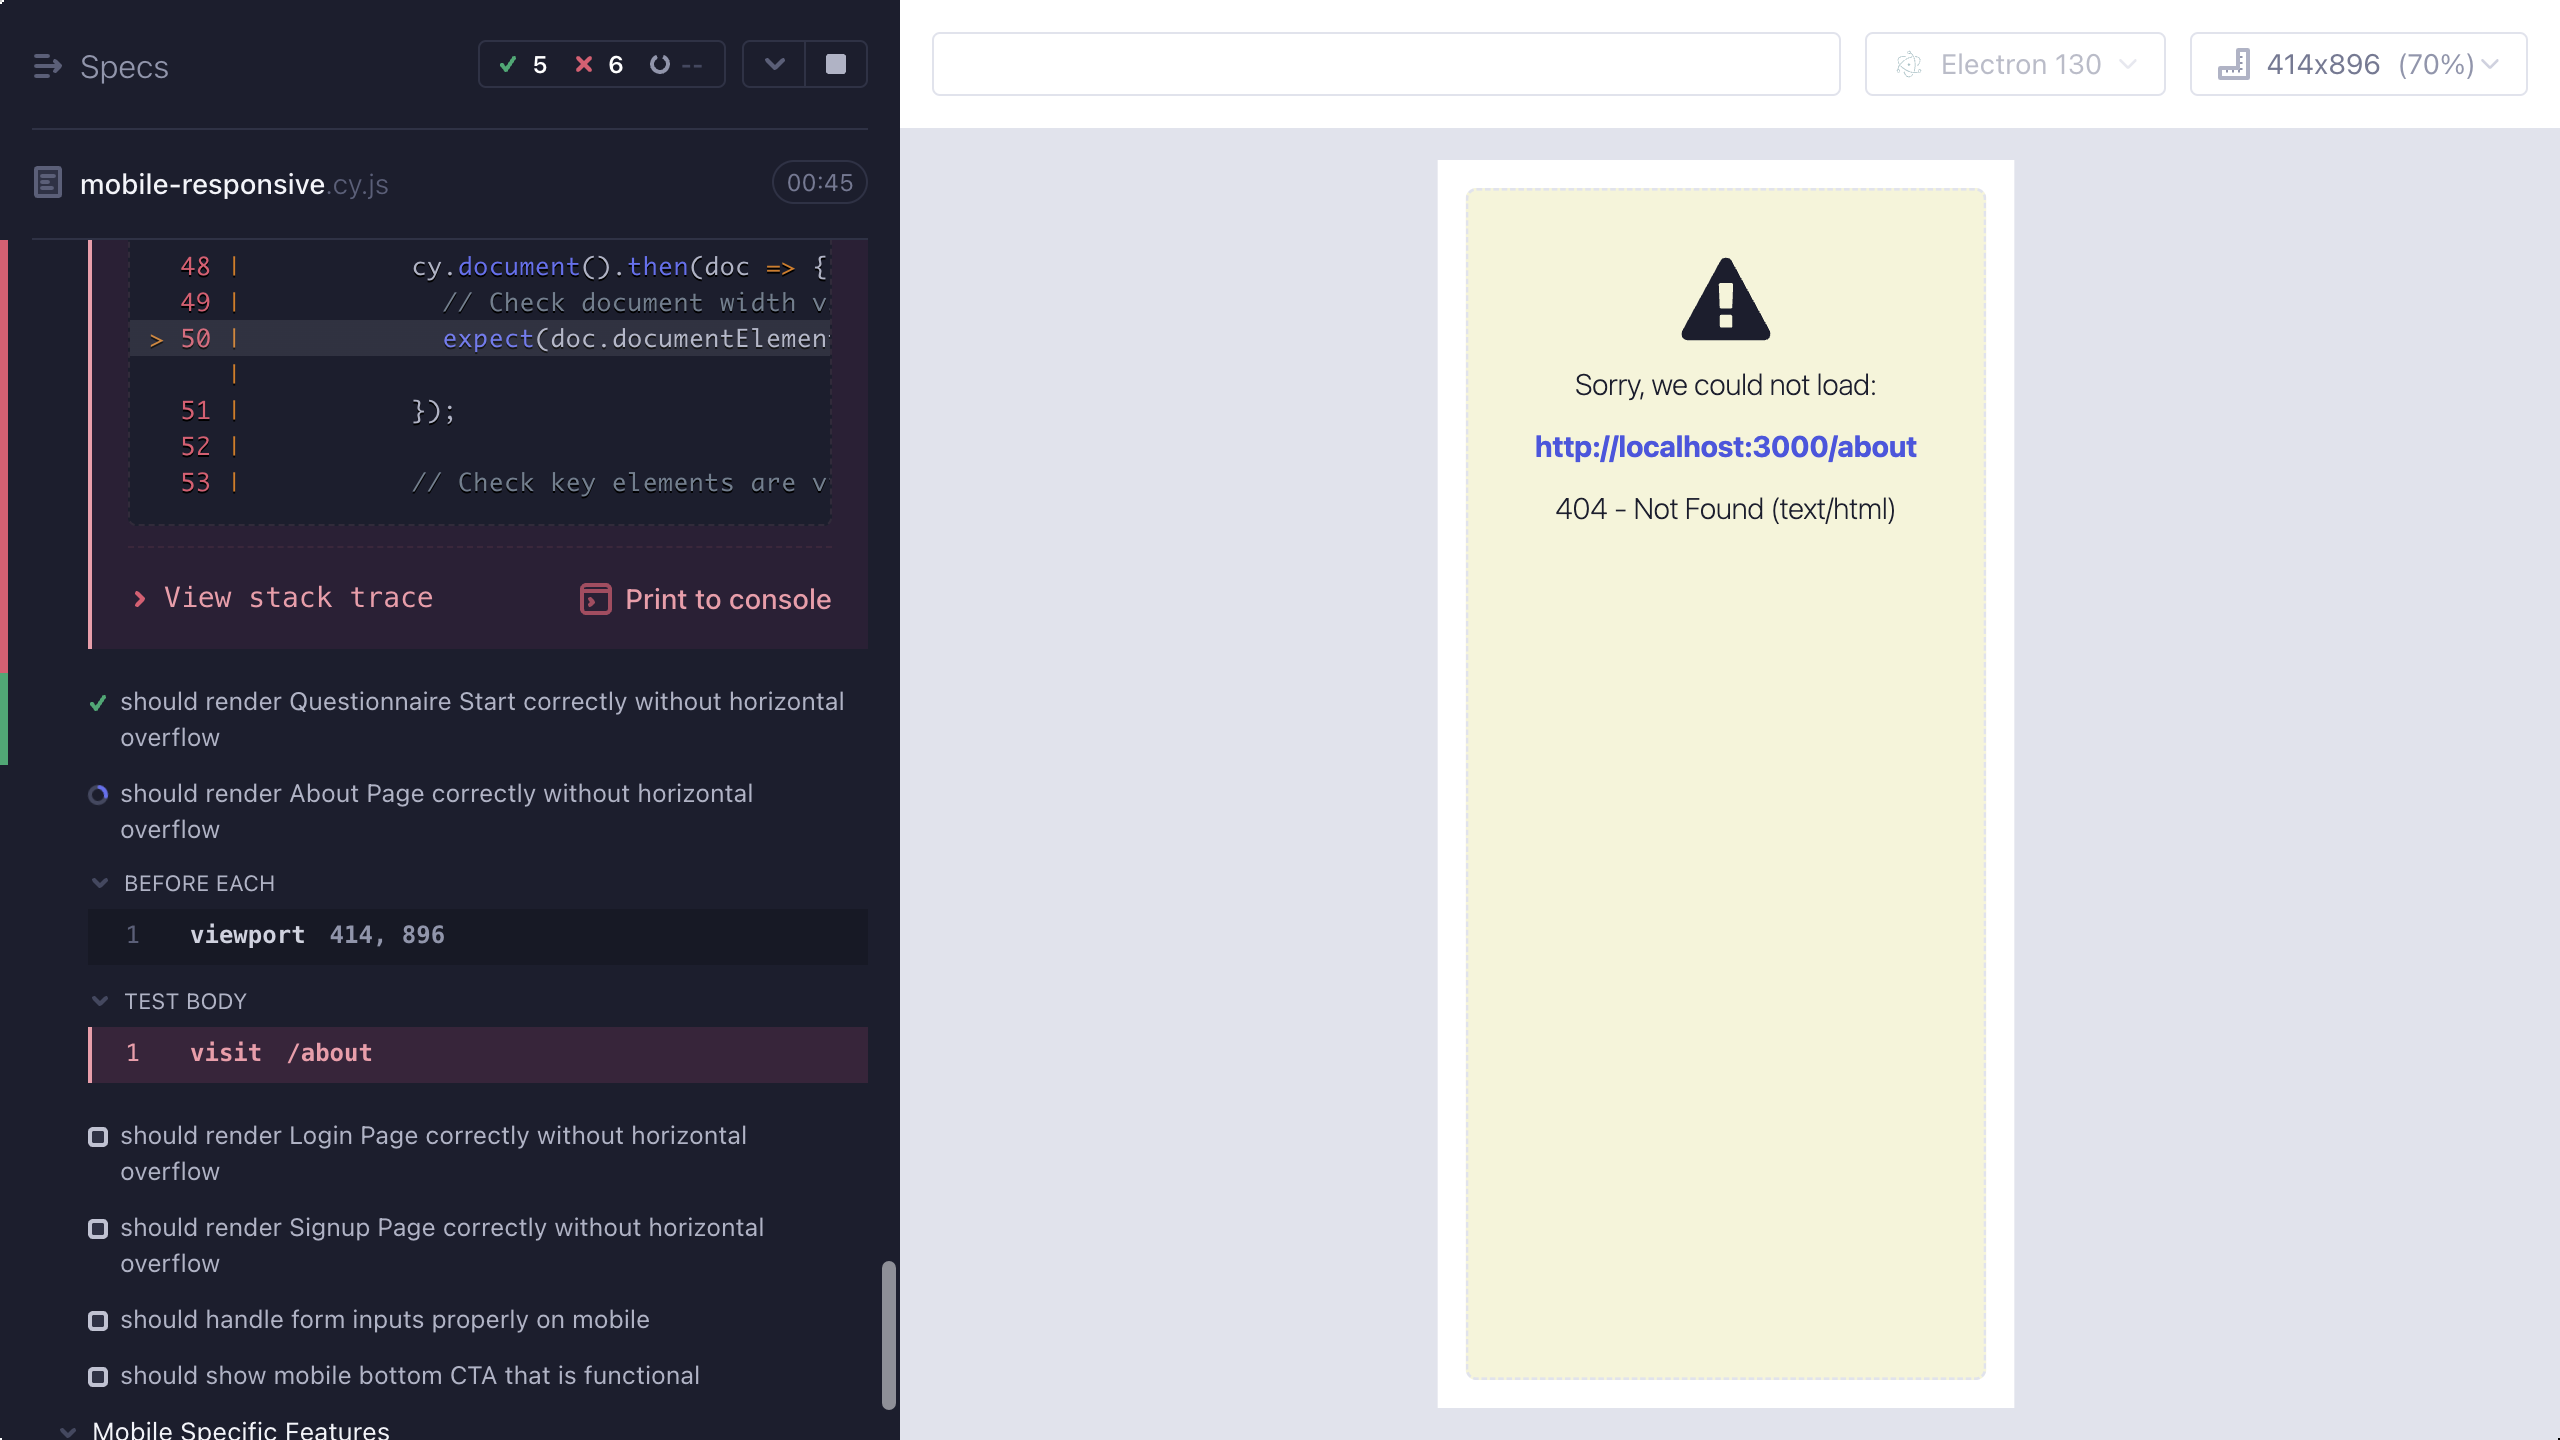 Specs
5 6 --
mobile-responsive.cy.js
00:45
48 | cy.document().then(doc => {
49 | // Check document width v
> 50 | expect(doc.documentElemen
|
51 | });
52 |
53 | // Check key elements are v
View stack trace
Print to console
should render Questionnaire Start correctly without horizontal
overflow
should render About Page correctly without horizontal
overflow
BEFORE EACH
1 viewport 414, 896
TEST BODY
1 visit /about
should render Login Page correctly without horizontal
overflow
should render Signup Page correctly without horizontal
overflow
should handle form inputs properly on mobile
should show mobile bottom CTA that is functional
Mobile Specific Features
Electron 130
414x896 (70%)
Sorry, we could not load:
http://localhost:3000/about
404 - Not Found (text/html)